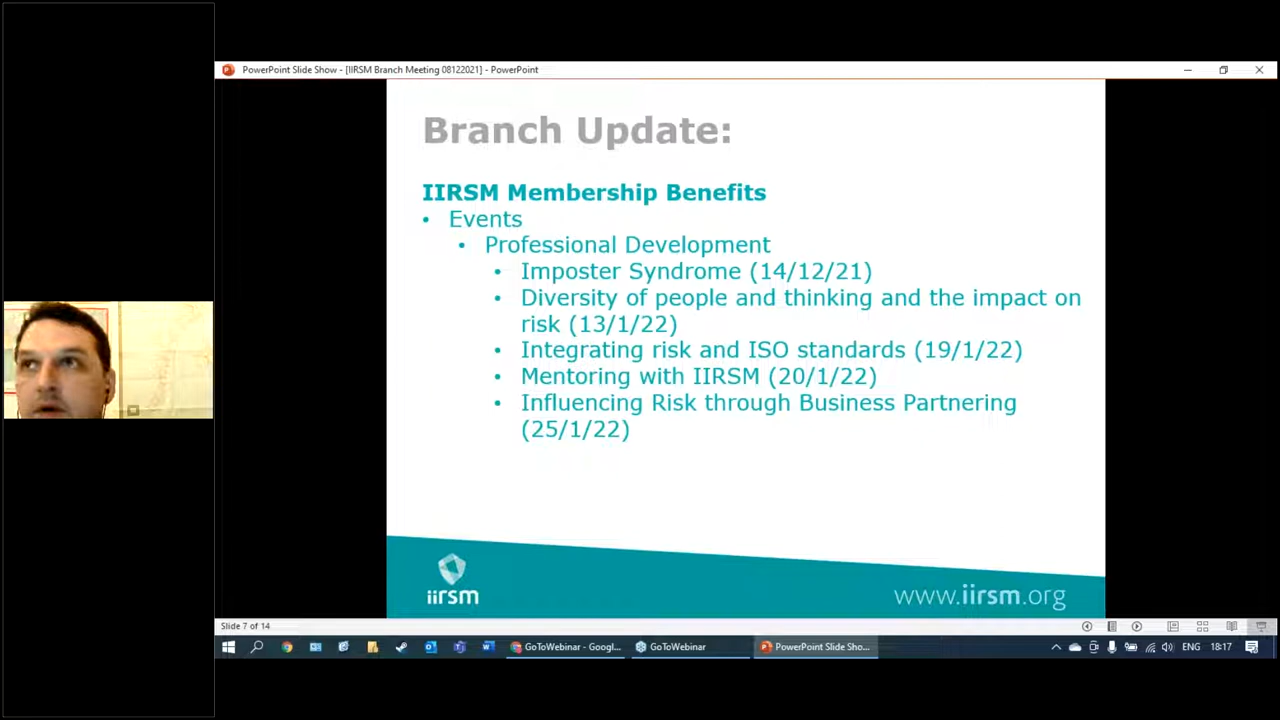 PowerPoint Slide Show - [IIRSM Branch Meeting 08122021] - PowerPoint
Branch Update:
IIRSM Membership Benefits
• Events
• Professional Development
• Imposter Syndrome (14/12/21)
• Diversity of people and thinking and the impact on
risk (13/1/22)
• Integrating risk and ISO standards (19/1/22)
• Mentoring with IIRSM (20/1/22)
• Influencing Risk through Business Partnering
(25/1/22)
iirsm
www.iirsm.org
Slide 7 of 14
GoToWebinar - Googl...
GoToWebinar
PowerPoint Slide Sho...
ENG
18:17